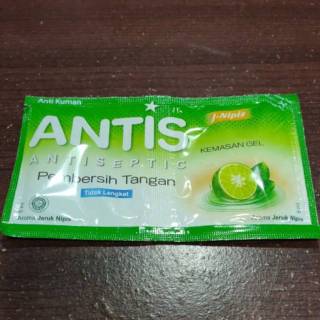 Anti Kuman
ANTIS
J-Nipis
ANTISEPTIC
KEMASAN GEL
Pembersih Tangan
Tidak Lengket
Aroma Jeruk Nipis
Aroma Jeruk Nipis